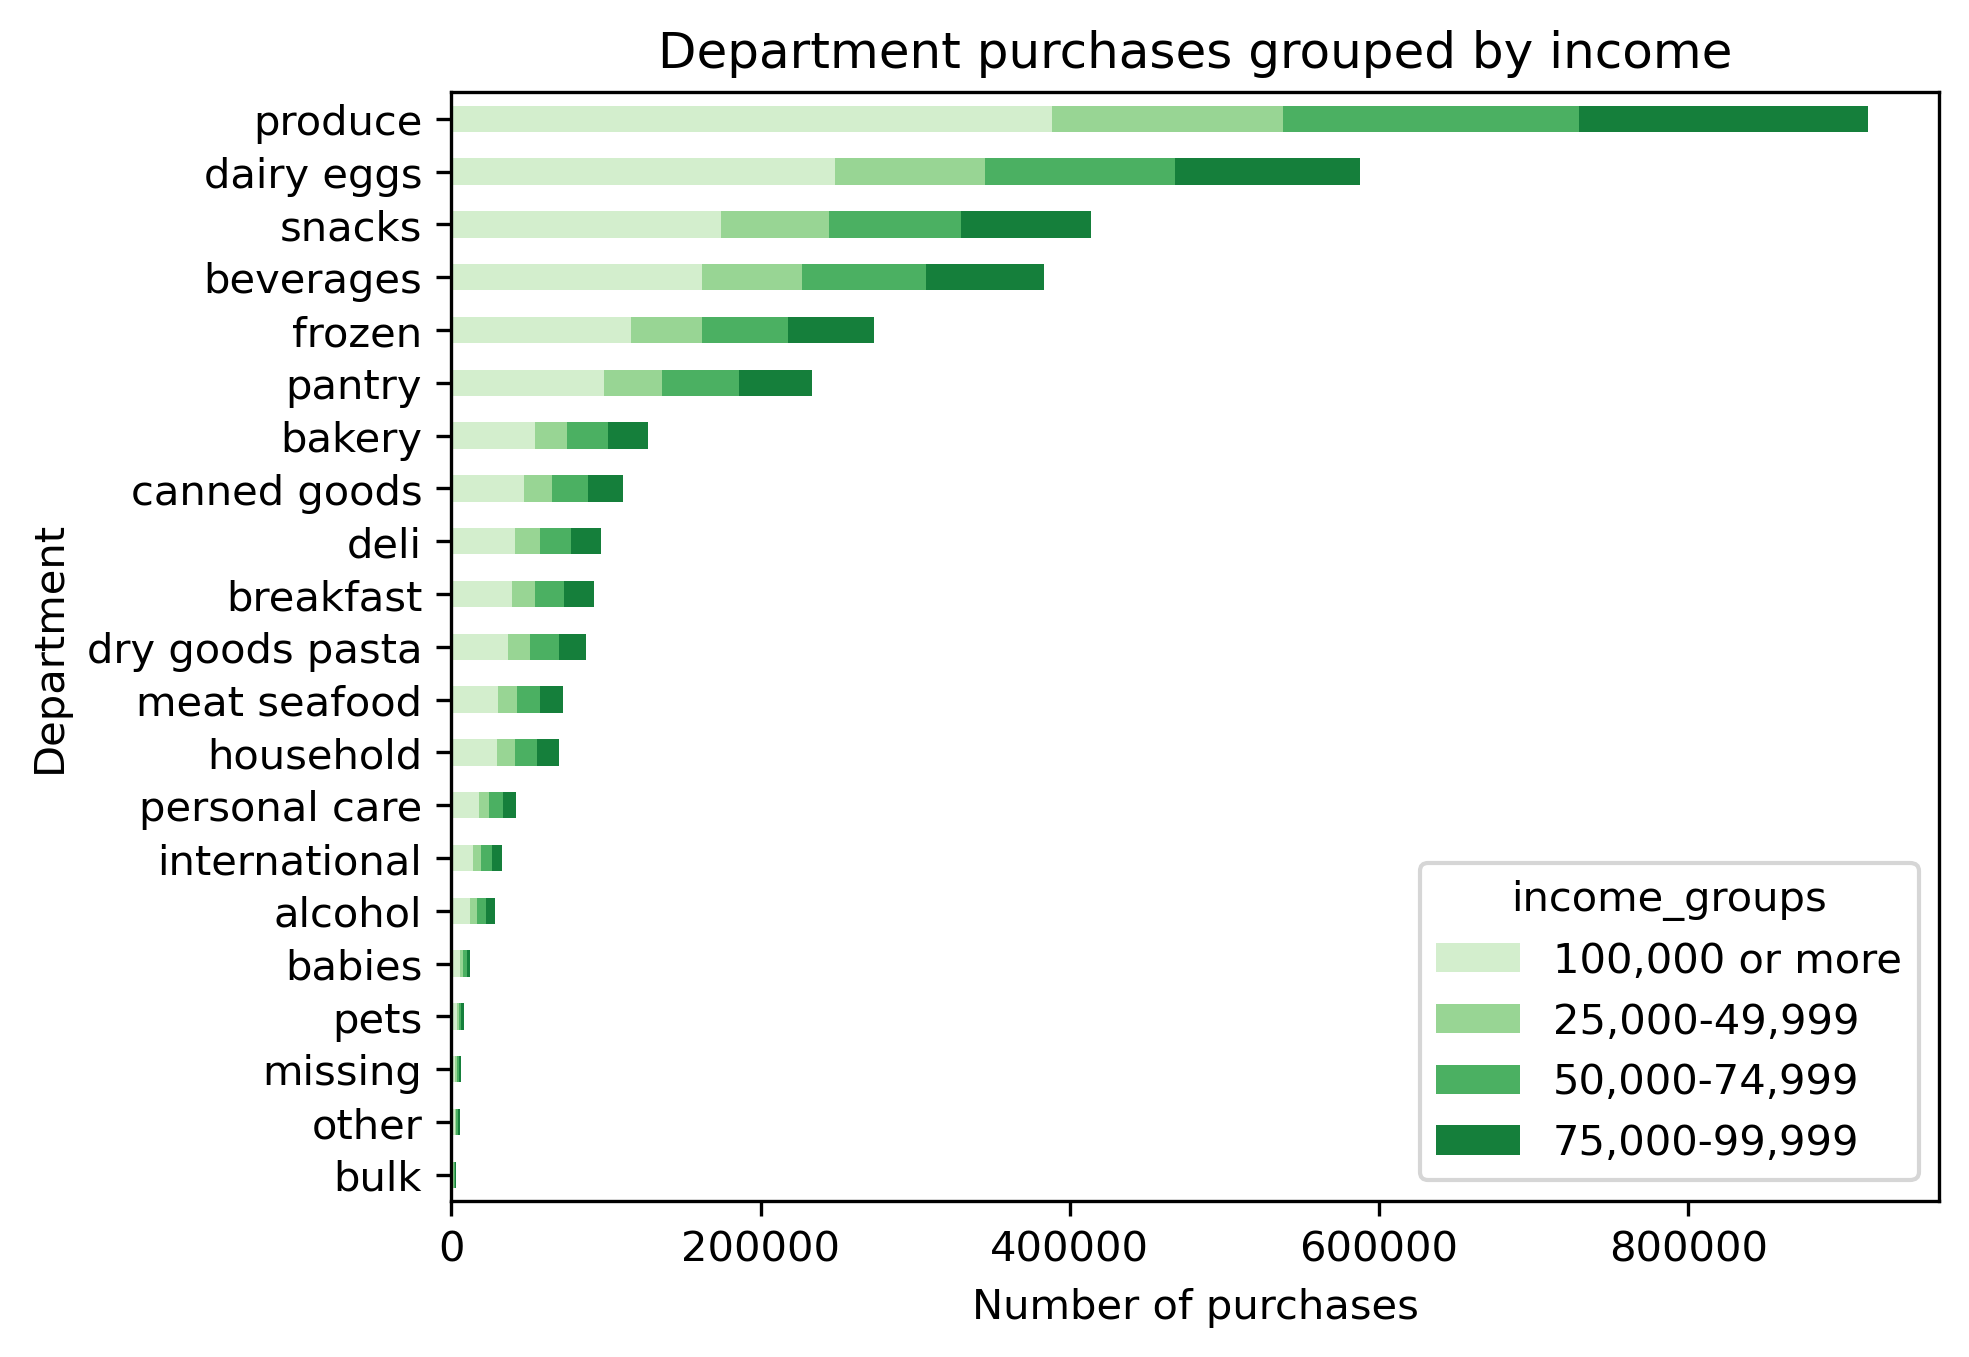 Department purchases grouped by income
Department
produce
dairy eggs
snacks
beverages
frozen
pantry
bakery
canned goods
deli
breakfast
dry goods pasta
meat seafood
household
personal care
international
alcohol
babies
pets
missing
other
bulk
income_groups
100,000 or more
25,000-49,999
50,000-74,999
75,000-99,999
0 200000 400000 600000 800000
Number of purchases